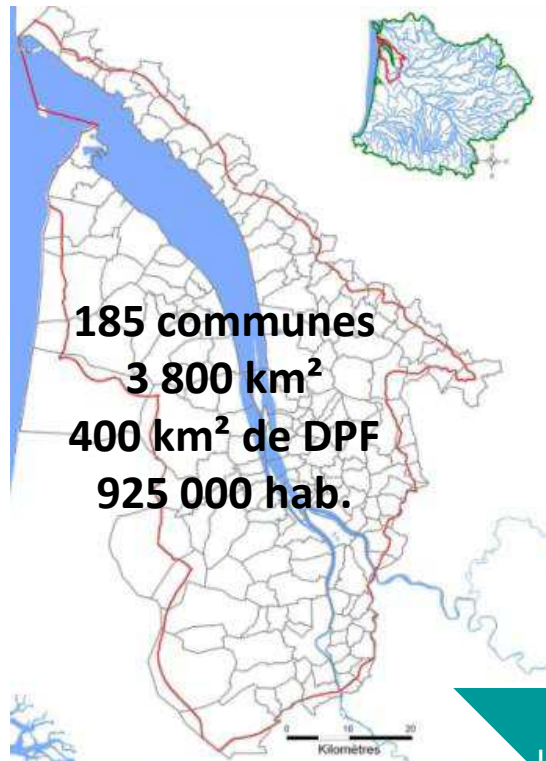 185 communes
3 800 km²
400 km² de DPF
925 000 hab.
0 10 20
Kilomètres